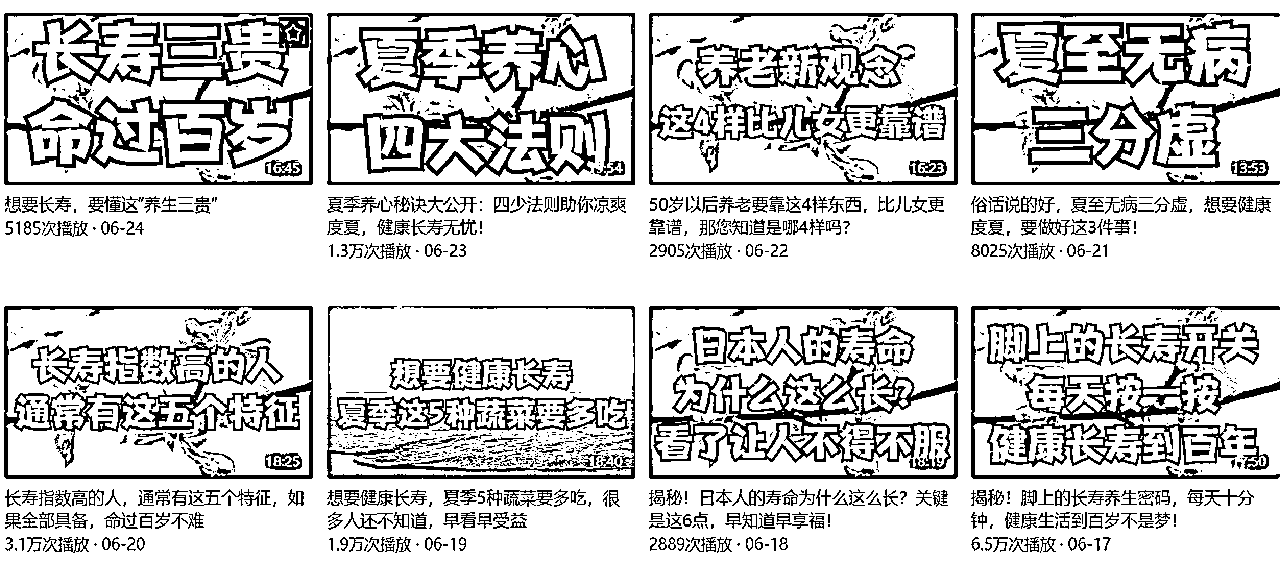 长寿三贵
命过百岁
16:45
想要长寿，要懂这"养生三贵"
5185次播放 · 06-24
夏季养心
四大法则
:54
夏季养心秘诀大公开：四少法则助你凉爽
度夏，健康长寿无忧！
1.3万次播放 · 06-23
养老新观念
这4样比儿女更靠谱
16:23
50岁以后养老要靠这4样东西，比儿女更
靠谱，那您知道是哪4样吗？
2905次播放 · 06-22
夏至无病
三分虚
13:53
俗话说的好，夏至无病三分虚，想要健康
度夏，要做好这3件事！
8025次播放 · 06-21
长寿指数高的人
通常有这五个特征
18:25
长寿指数高的人，通常有这五个特征，如
果全部具备，命过百岁不难
3.1万次播放 · 06-20
想要健康长寿
夏季这5种蔬菜要多吃!
18:40
想要健康长寿，夏季5种蔬菜要多吃，很
多人还不知道，早看早受益
1.9万次播放 · 06-19
日本人的寿命
为什么这么长?
看了让人不得不服
18:19
揭秘！日本人的寿命为什么这么长？关键
是这6点，早知道早享福！
2889次播放 · 06-18
脚上的长寿开关
每天按一按
健康长寿到百年
:50
揭秘！脚上的长寿养生密码，每天十分
钟，健康生活到百岁不是梦！
6.5万次播放 · 06-17